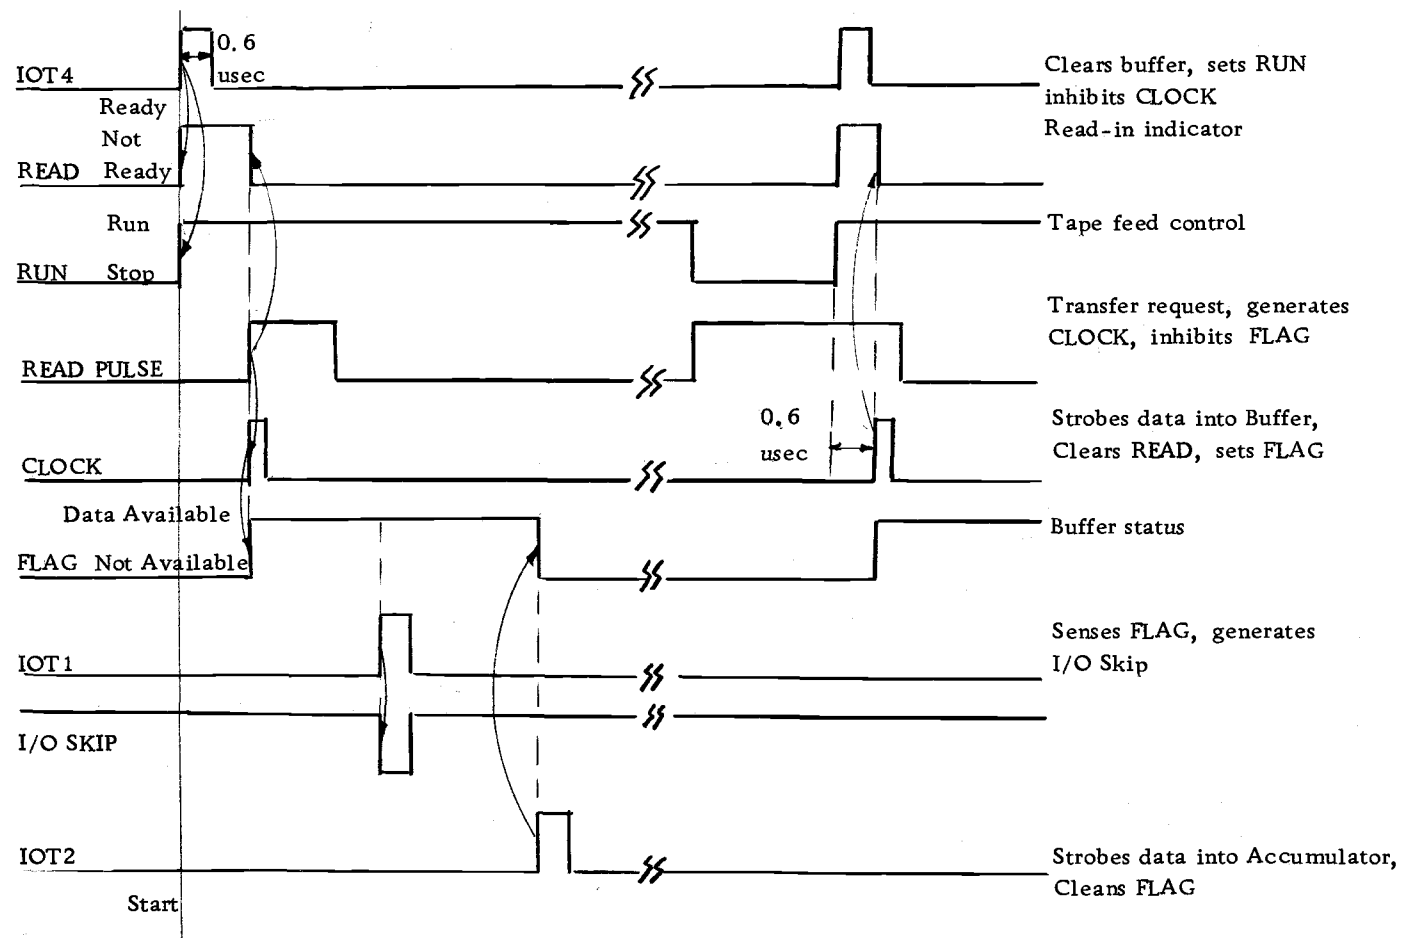 0.6
usec
IOT4
Clears buffer, sets RUN
inhibits CLOCK
Ready
Not
Read-in indicator
READ Ready
Run
Tape feed control
RUN Stop
Transfer request, generates
CLOCK, inhibits FLAG
READ PULSE
0.6
usec
Strobes data into Buffer,
Clears READ, sets FLAG
CLOCK
Data Available
Buffer status
FLAG Not Available
Senses FLAG, generates
I/O Skip
IOT1
I/O SKIP
IOT2
Strobes data into Accumulator,
Cleans FLAG
Start